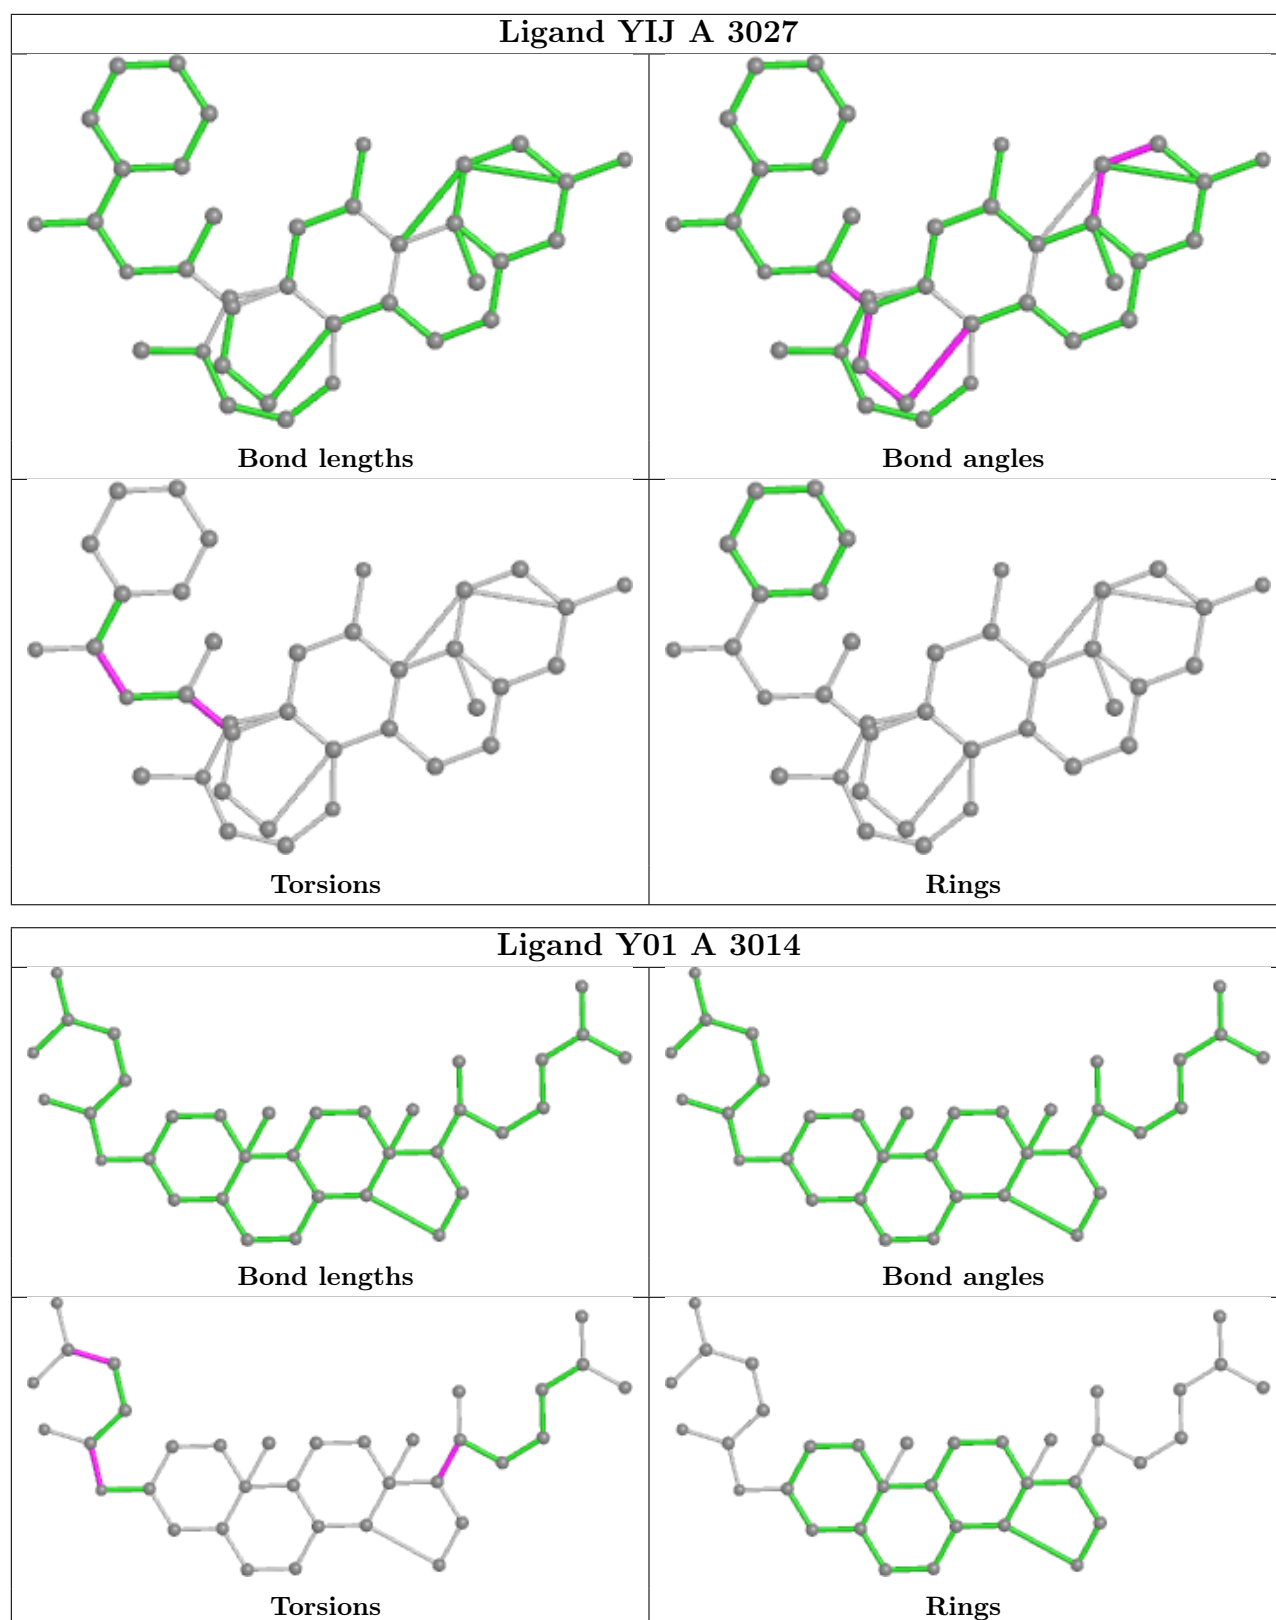 Ligand YIJ A 3027
Bond lengths
Bond angles
Torsions
Rings
Ligand Y01 A 3014
Bond lengths
Bond angles
Torsions
Rings